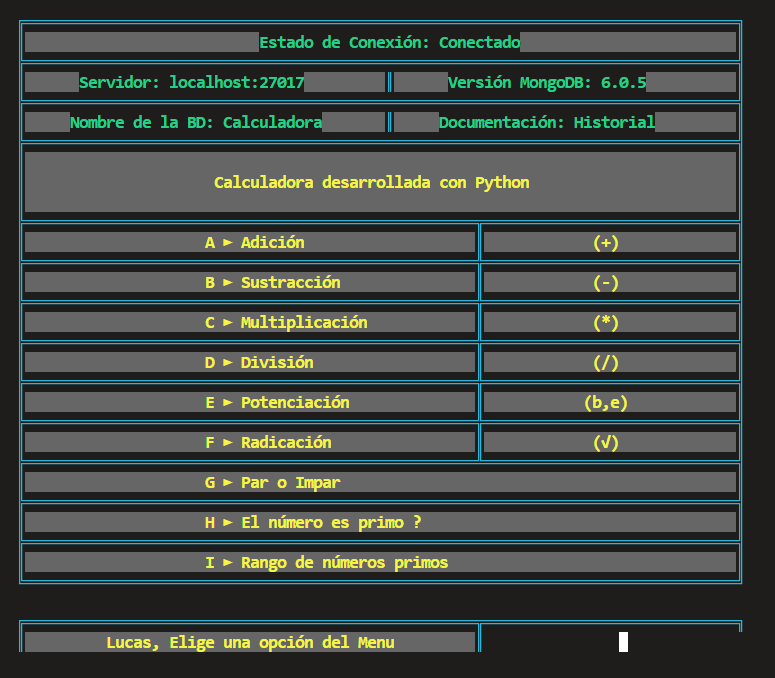 Estado de Conexión: Conectado
Servidor: localhost:27017 Versión MongoDB: 6.0.5
Nombre de la BD: Calculadora Documentación: Historial
Calculadora desarrollada con Python
A ► Adición (+)
B ► Sustracción (-)
C ► Multiplicación (*)
D ► División (/)
E ► Potenciación (b,e)
F ► Radicación (√)
G ► Par o Impar
H ► El número es primo ?
I ► Rango de números primos
Lucas, Elige una opción del Menu